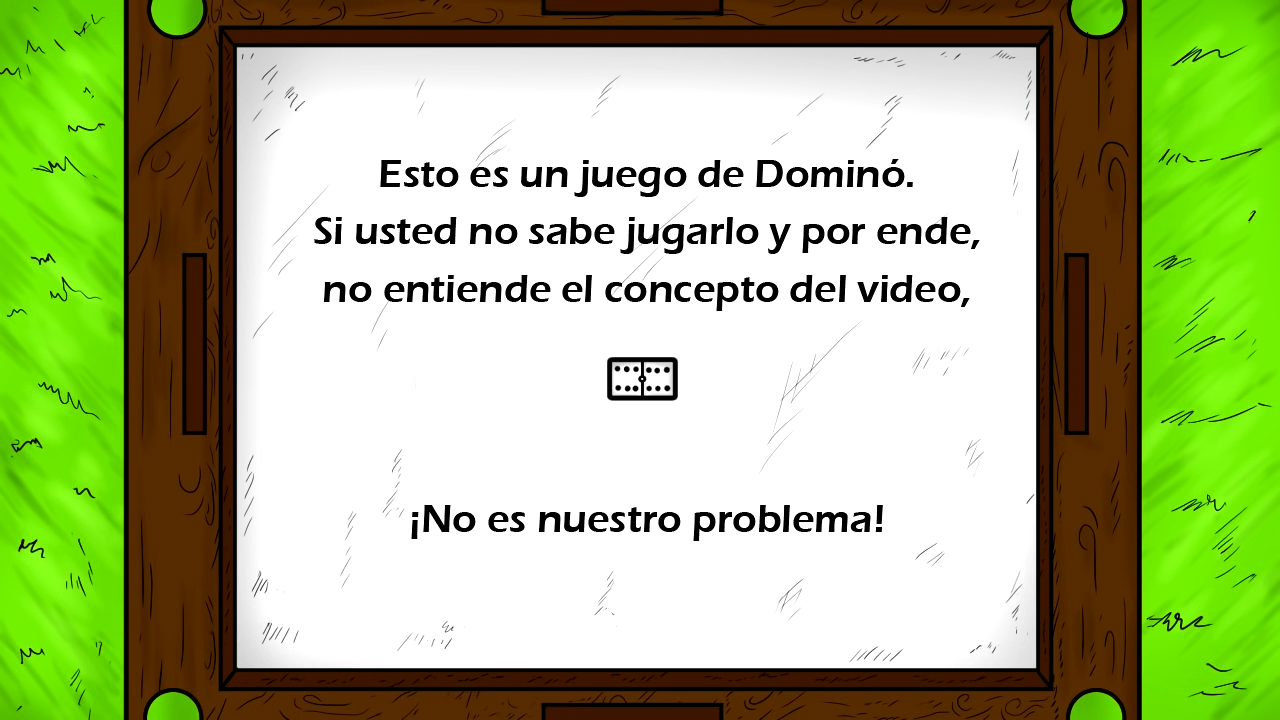 Esto es un juego de Dominó.
Si usted no sabe jugarlo y por ende,
no entiende el concepto del video,
¡No es nuestro problema!